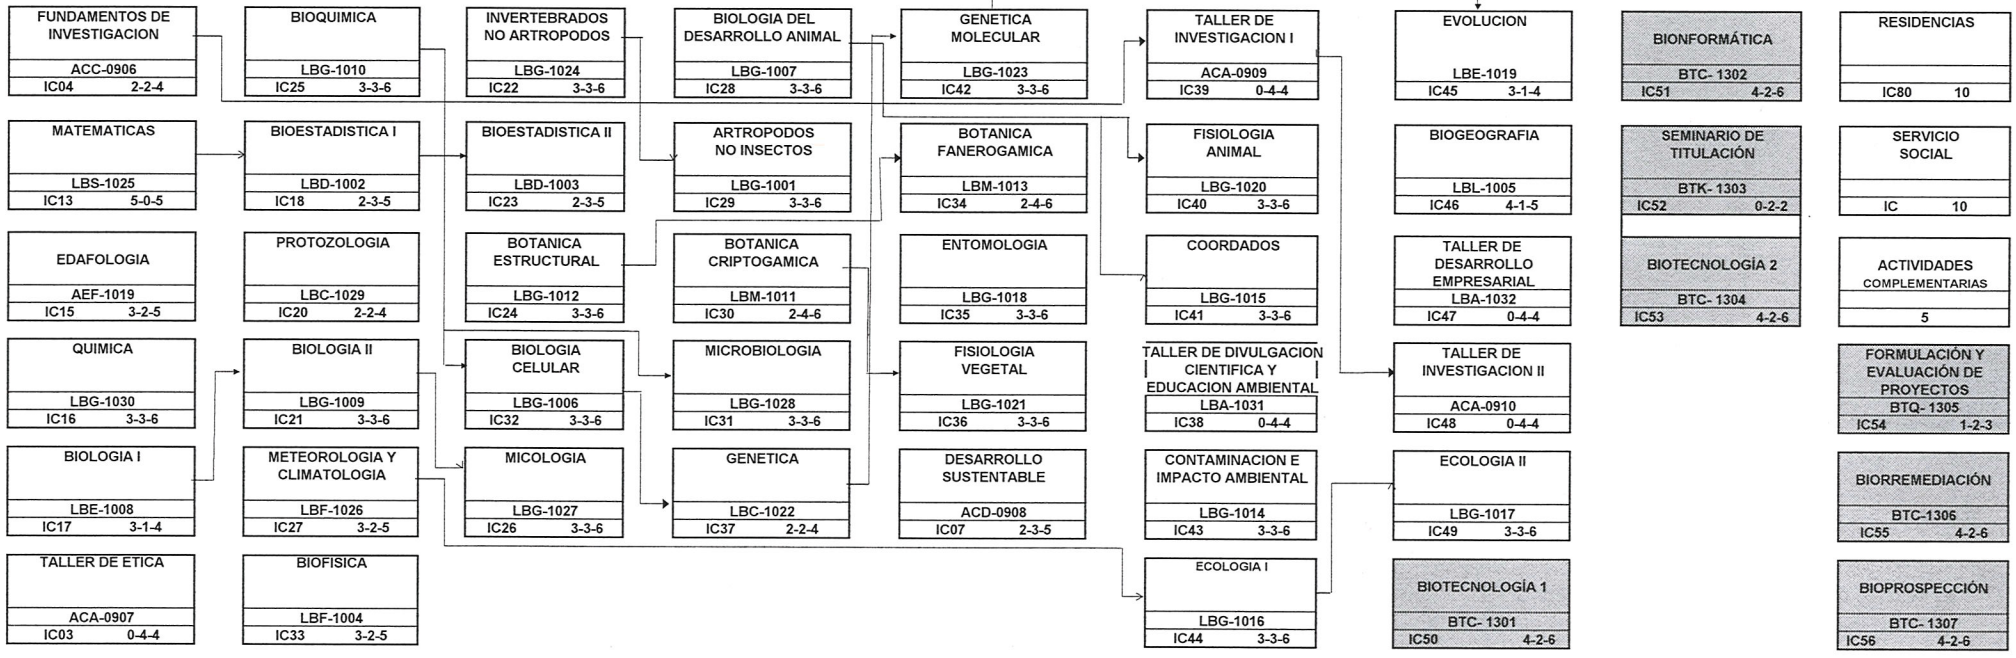 FUNDAMENTOS DE
INVESTIGACION
ACC-0906
IC04 2-2-4
MATEMATICAS
LBS-1025
IC13 5-0-5
EDAFOLOGIA
AEF-1019
IC15 3-2-5
QUIMICA
LBG-1030
IC16 3-3-6
BIOLOGIA I
LBE-1008
IC17 3-1-4
TALLER DE ETICA
ACA-0907
IC03 0-4-4
BIOQUIMICA
LBG-1010
IC25 3-3-6
BIOESTADISTICA I
LBD-1002
IC18 2-3-5
PROTOZOLOGIA
LBC-1029
IC20 2-2-4
BIOLOGIA II
LBG-1009
IC21 3-3-6
METEOROLOGIA Y
CLIMATOLOGIA
LBF-1026
IC27 3-2-5
BIOFISICA
LBF-1004
IC33 3-2-5
INVERTEBRADOS
NO ARTROPODOS
LBG-1024
IC22 3-3-6
BIOESTADISTICA II
LBD-1003
IC23 2-3-5
BOTANICA
ESTRUCTURAL
LBG-1012
IC24 3-3-6
BIOLOGIA
CELULAR
LBG-1006
IC32 3-3-6
MICOLOGIA
LBG-1027
IC26 3-3-6
BIOLOGIA DEL
DESARROLLO ANIMAL
LBG-1007
IC28 3-3-6
ARTROPODOS
NO INSECTOS
LBG-1001
IC29 3-3-6
BOTANICA
CRIPTOGAMICA
LBM-1011
IC30 2-4-6
MICROBIOLOGIA
LBG-1028
IC31 3-3-6
GENETICA
LBC-1022
IC37 2-2-4
GENETICA
MOLECULAR
LBG-1023
IC42 3-3-6
BOTANICA
FANEROGAMICA
LBM-1013
IC34 2-4-6
ENTOMOLOGIA
LBG-1018
IC35 3-3-6
FISIOLOGIA
VEGETAL
LBG-1021
IC36 3-3-6
DESARROLLO
SUSTENTABLE
ACD-0908
IC07 2-3-5
TALLER DE
INVESTIGACION I
ACA-0909
IC39 0-4-4
FISIOLOGIA
ANIMAL
LBG-1020
IC40 3-3-6
COORDADOS
LBG-1015
IC41 3-3-6
TALLER DE DIVULGACION
CIENTIFICA Y
EDUCACION AMBIENTAL
LBA-1031
IC38 0-4-4
CONTAMINACION E
IMPACTO AMBIENTAL
LBG-1014
IC43 3-3-6
ECOLOGIA I
LBG-1016
IC44 3-3-6
EVOLUCION
LBE-1019
IC45 3-1-4
BIOGEOGRAFIA
LBL-1005
IC46 4-1-5
TALLER DE
DESARROLLO
EMPRESARIAL
LBA-1032
IC47 0-4-4
TALLER DE
INVESTIGACION II
ACA-0910
IC48 0-4-4
ECOLOGIA II
LBG-1017
IC49 3-3-6
BIOTECNOLOGÍA 1
BTC- 1301
IC50 4-2-6
BIONFORMÁTICA
BTC- 1302
IC51 4-2-6
SEMINARIO DE
TITULACIÓN
BTK- 1303
IC52 0-2-2
BIOTECNOLOGÍA 2
BTC- 1304
IC53 4-2-6
RESIDENCIAS
IC80 10
SERVICIO
SOCIAL
IC 10
ACTIVIDADES
COMPLEMENTARIAS
5
FORMULACIÓN Y
EVALUACIÓN DE
PROYECTOS
BTQ- 1305
IC54 1-2-3
BIORREMEDIACIÓN
BTC-1306
IC55 4-2-6
BIOPROSPECCIÓN
BTC- 1307
IC56 4-2-6